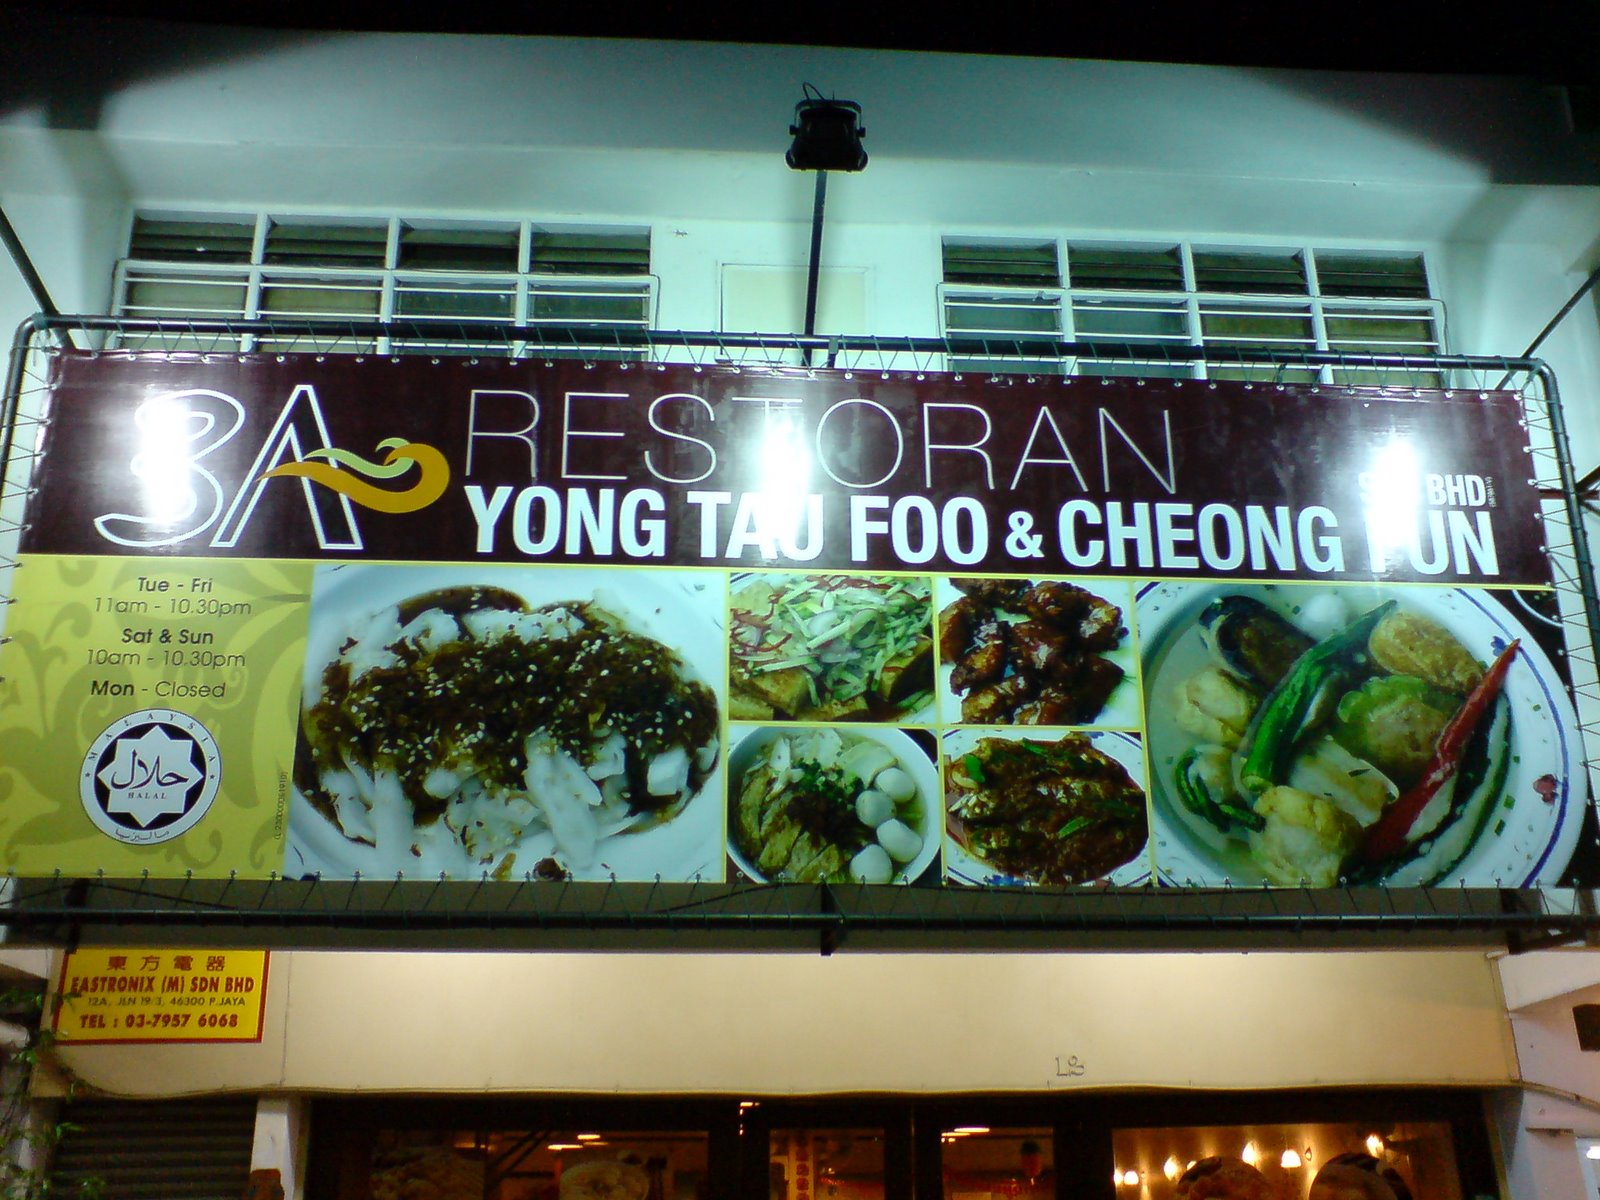 3A RESTORAN
YONG TAU FOO & CHEONG FUN
BHD
Tue - Fri
11am - 10.30pm
Sat & Sun
10am - 10.30pm
Mon - Closed
MALAYSIA
حلال
HALAL
ماليزيا
東方電器
EASTRONIX (M) SDN BHD
12A, JLN 19/3, 46300 P.JAYA
TEL : 03-7957 6068